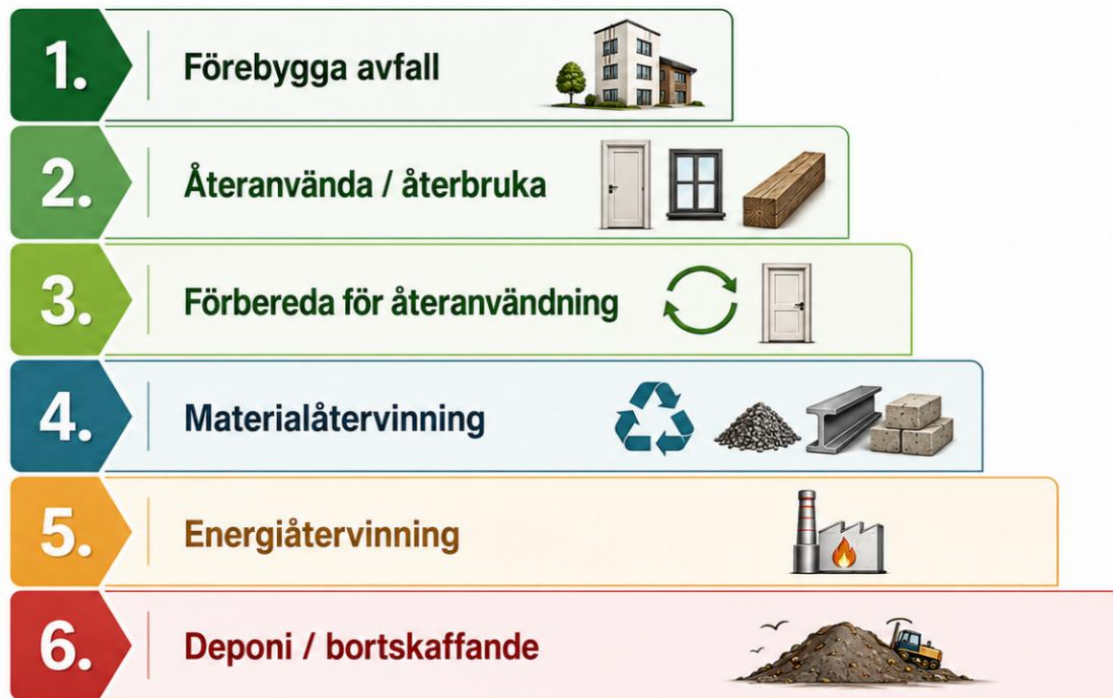 1. Förebygga avfall
2. Återanvända / återbruka
3. Förbereda för återanvändning
4. Materialåtervinning
5. Energiåtervinning
6. Deponi / bortskaffande